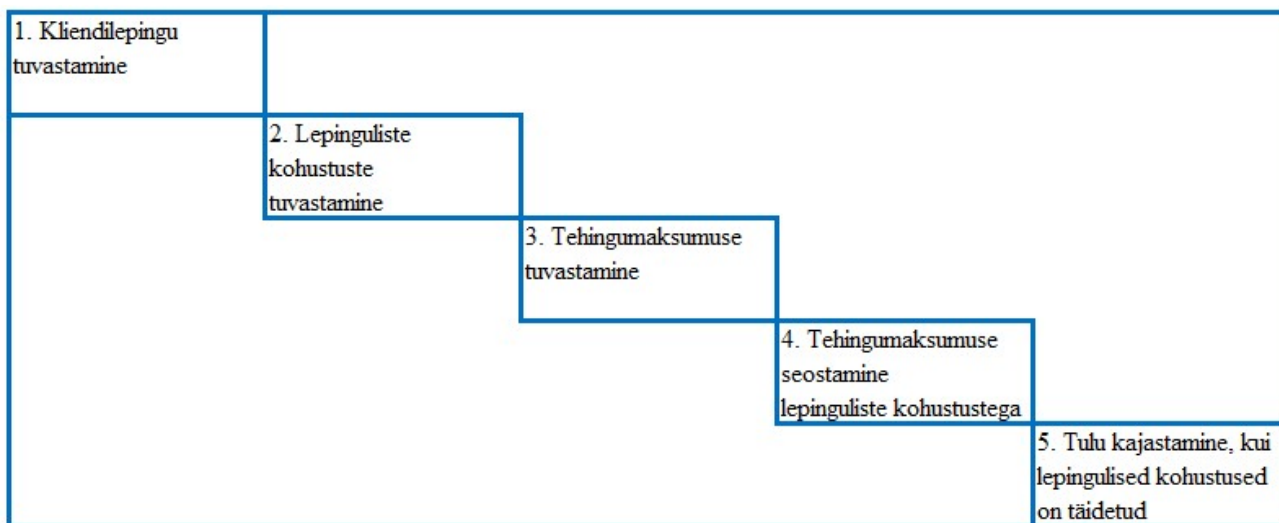 1. Kliendilepingu
tuvastamine
2. Lepinguliste
kohustuste
tuvastamine
3. Tehingumaksumuse
tuvastamine
4. Tehingumaksumuse
seostamine
lepinguliste kohustustega
5. Tulu kajastamine, kui
lepingulised kohustused
on täidetud